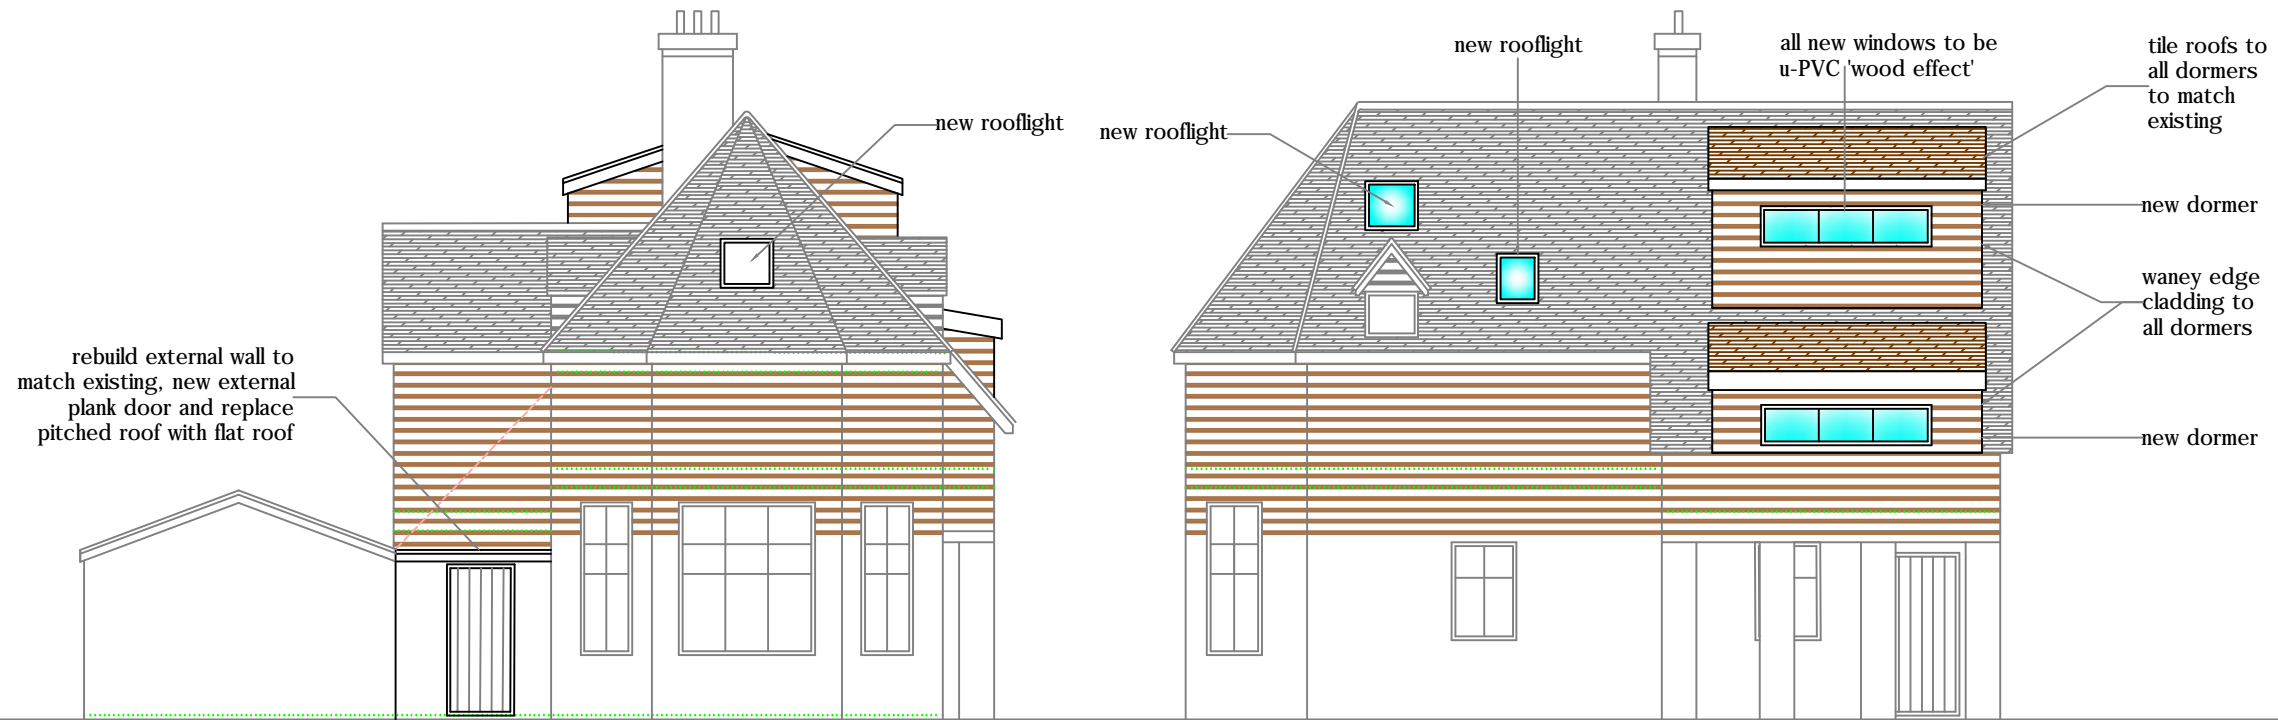 new rooflight
rebuild external wall to
match existing, new external
plank door and replace
pitched roof with flat roof
new rooflight
new rooflight
all new windows to be
u-PVC 'wood effect'
tile roofs to
all dormers
to match
existing
new dormer
waney edge
cladding to
all dormers
new dormer